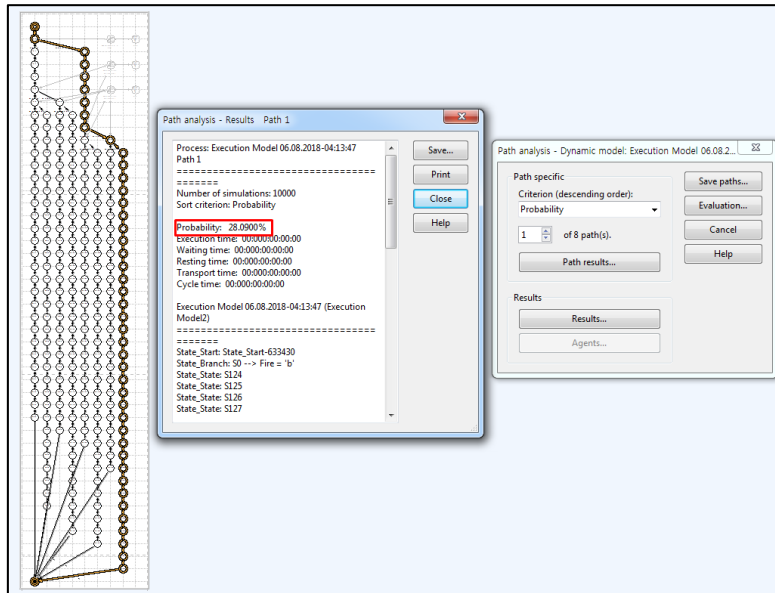 Path analysis - Results    Path 1
Process: Execution Model 06.08.2018-04:13:47
Path 1
================================
=======
Number of simulations: 10000
Sort criterion: Probability
Probability:   28.0900%
Execution time:  00:000:00:00:00
Waiting time:  00:000:00:00:00
Resting time:  00:000:00:00:00
Transport time:  00:000:00:00:00
Cycle time:  00:000:00:00:00
Execution Model 06.08.2018-04:13:47 (Execution
Model2)
================================
=======
State_Start: State_Start-633430
State_Branch: S0 --> Fire = 'b'
State_State: S124
State_State: S125
State_State: S126
State_State: S127
Save...
Print
Close
Help
Path analysis - Dynamic model: Execution Model 06.08.2...
Path specific
Criterion (descending order):
Probability
1
of 8 path(s).
Path results...
Results
Results...
Agents...
Save paths...
Evaluation...
Cancel
Help